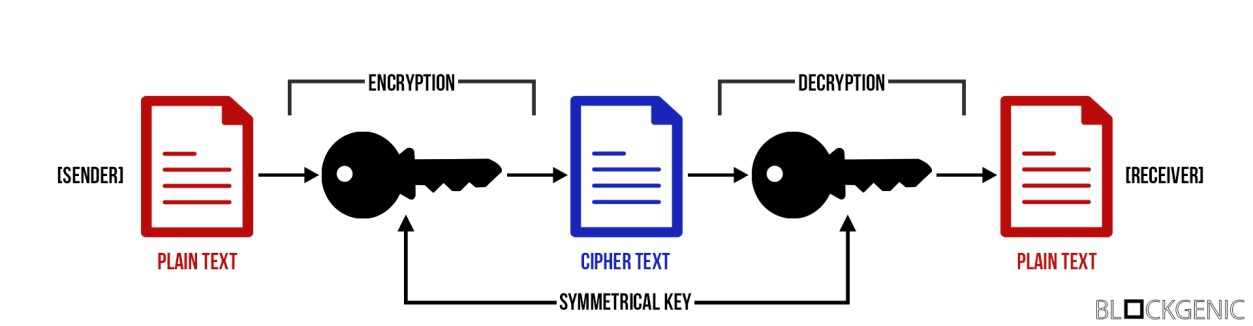 ENCRYPTION
DECRYPTION
[SENDER]
[RECEIVER]
PLAIN TEXT
CIPHER TEXT
PLAIN TEXT
SYMMETRICAL KEY
BLOCKGENIC